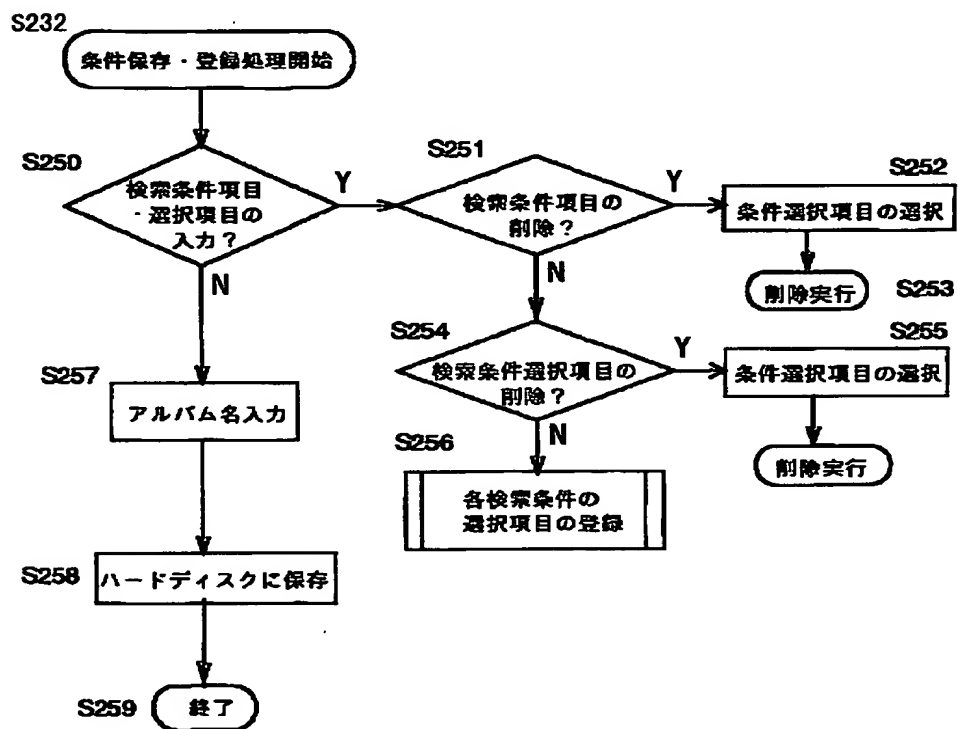 S232
条件保存・登録処理開始
S250
検索条件項目
・選択項目の
入力？
Y
N
S251
検索条件項目の
削除？
Y
N
S252
条件選択項目の選択
削除実行
S253
S254
検索条件選択項目の
削除？
Y
N
S255
条件選択項目の選択
削除実行
S256
各検索条件の
選択項目の登録
S257
アルバム名入力
S258
ハードディスクに保存
S259
終了